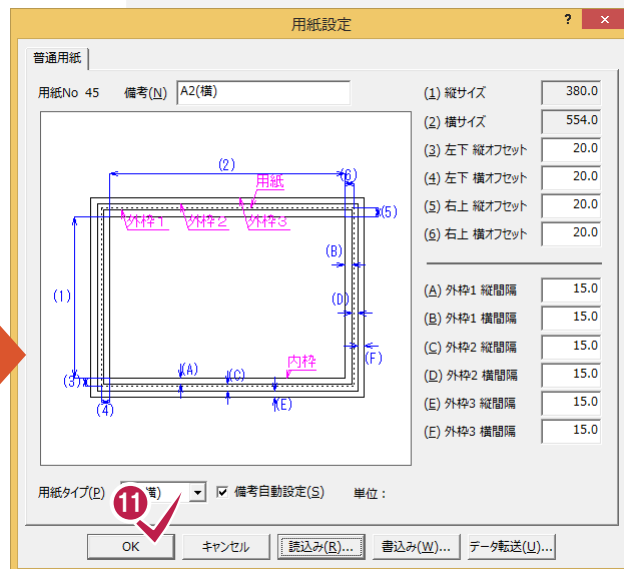 用紙設定
? ×
普通用紙
用紙No 45 備考(N) A2(横)
(1) 縦サイズ 380.0
(2) 横サイズ 554.0
(3) 左下 縦オフセット 20.0
(4) 左下 横オフセット 20.0
(5) 右上 縦オフセット 20.0
(6) 右上 横オフセット 20.0
(A) 外枠1 縦間隔 15.0
(B) 外枠1 横間隔 15.0
(C) 外枠2 縦間隔 15.0
(D) 外枠2 横間隔 15.0
(E) 外枠3 縦間隔 15.0
(F) 外枠3 横間隔 15.0
(2)
(6)
用紙
外枠1 外枠2 外枠3
(5)
(B)
(1)
(D)
内枠
(F)
(A)
(C)
(3)
(4)
(E)
用紙タイプ(P) 横) 備考自動設定(S) 単位 :
11
OK キャンセル 読込み(R)... 書込み(W)... データ転送(U)...